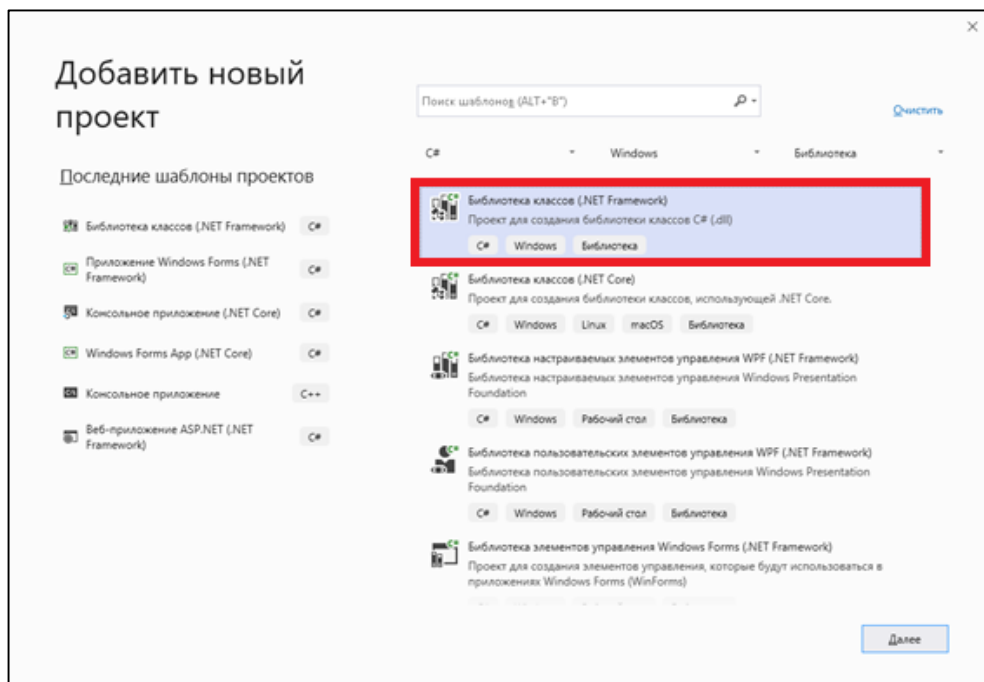 Добавить новый
проект
Последние шаблоны проектов
Библиотека классов (.NET Framework) C#
Приложение Windows Forms (.NET
Framework) C#
Консольное приложение (.NET Core) C#
Windows Forms App (.NET Core) C#
Консольное приложение C++
Веб-приложение ASP.NET (.NET
Framework) C#
Поиск шаблонов (ALT+"B")
Очистить
C# Windows Библиотека
Библиотека классов (.NET Framework)
Проект для создания библиотеки классов C# (.dll)
C# Windows Библиотека
Библиотека классов (.NET Core)
Проект для создания библиотеки классов, использующей .NET Core.
C# Windows Linux macOS Библиотека
Библиотека настраиваемых элементов управления WPF (.NET Framework)
Библиотека настраиваемых элементов управления Windows Presentation
Foundation
C# Windows Рабочий стол Библиотека
Библиотека пользовательских элементов управления WPF (.NET Framework)
Библиотека пользовательских элементов управления Windows Presentation
Foundation
C# Windows Рабочий стол Библиотека
Библиотека элементов управления Windows Forms (.NET Framework)
Проект для создания элементов управления, которые будут использоваться в
приложениях Windows Forms (WinForms)
Далее